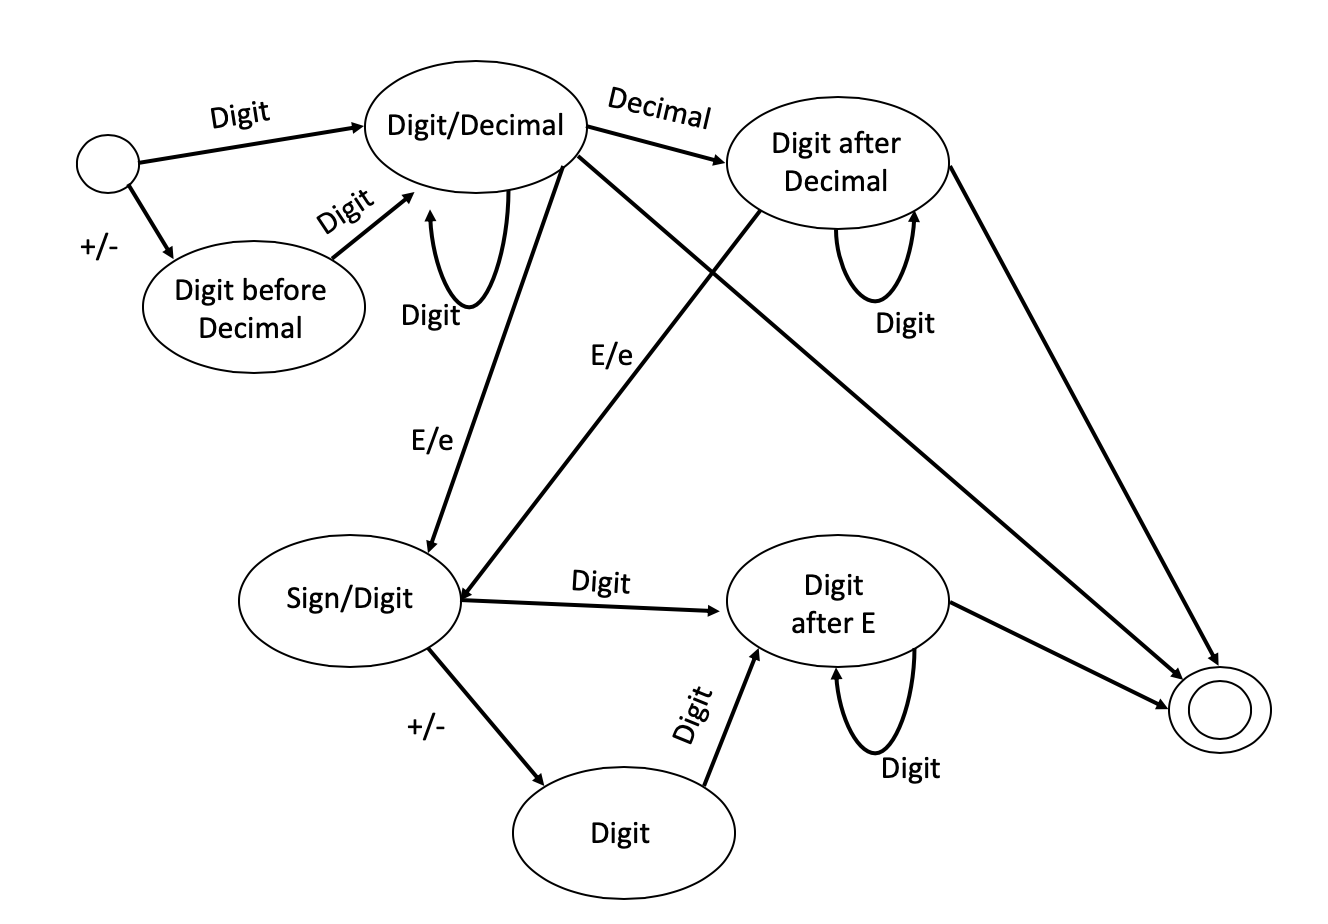 Digit
Digit/Decimal
Decimal
Digit after
Decimal
+/-
Digit
Digit before
Decimal
Digit
Digit
E/e
E/e
Sign/Digit
Digit
Digit
after E
+/-
Digit
Digit
Digit